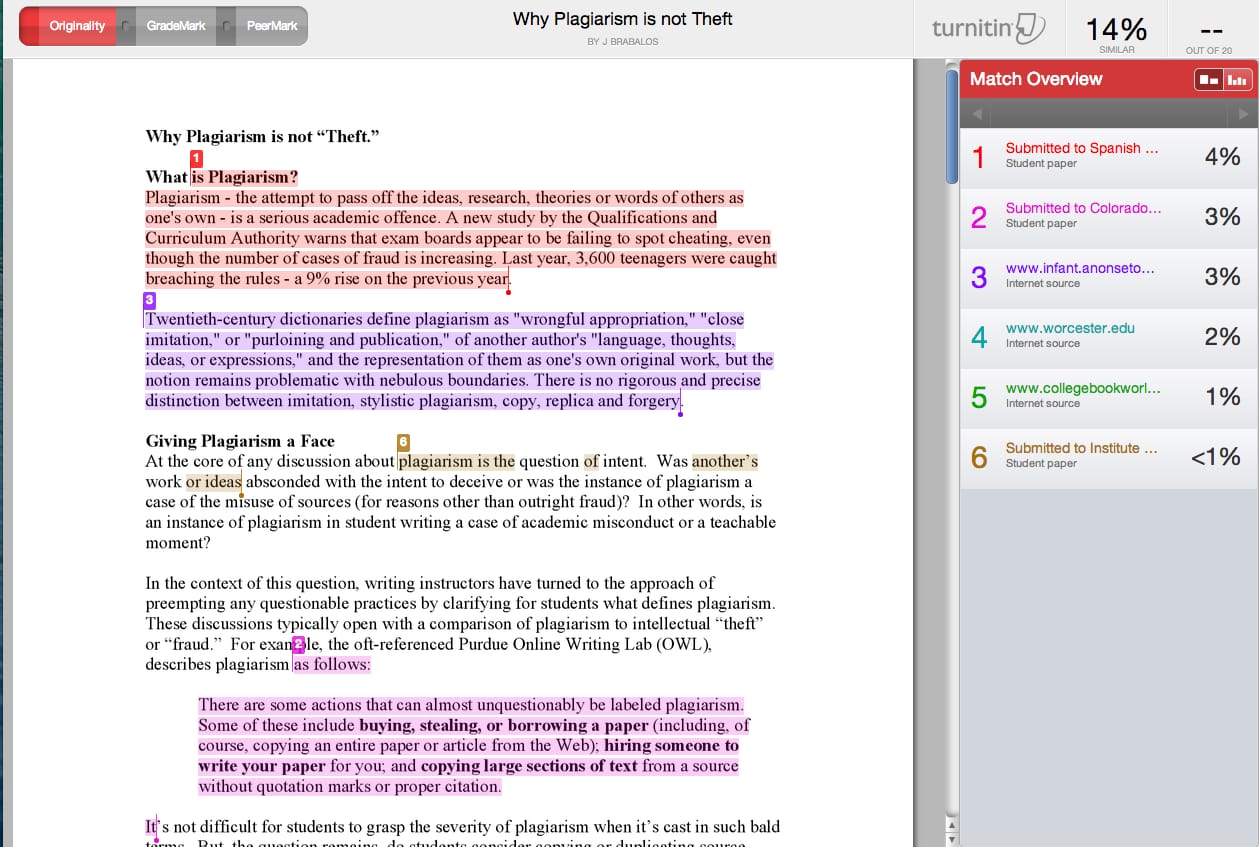 Originality
GradeMark
PeerMark
Why Plagiarism is not Theft
BY J BRABALOS
turnitin
14%
SIMILAR
--
OUT OF 20
Why Plagiarism is not “Theft.”
1
What is Plagiarism?
Plagiarism - the attempt to pass off the ideas, research, theories or words of others as
one's own - is a serious academic offence. A new study by the Qualifications and
Curriculum Authority warns that exam boards appear to be failing to spot cheating, even
though the number of cases of fraud is increasing. Last year, 3,600 teenagers were caught
breaching the rules - a 9% rise on the previous year.
3
Twentieth-century dictionaries define plagiarism as "wrongful appropriation," "close
imitation," or "purloining and publication," of another author's "language, thoughts,
ideas, or expressions," and the representation of them as one's own original work, but the
notion remains problematic with nebulous boundaries. There is no rigorous and precise
distinction between imitation, stylistic plagiarism, copy, replica and forgery.
Giving Plagiarism a Face
6
At the core of any discussion about plagiarism is the question of intent.  Was another’s
work or ideas absconded with the intent to deceive or was the instance of plagiarism a
case of the misuse of sources (for reasons other than outright fraud)?  In other words, is
an instance of plagiarism in student writing a case of academic misconduct or a teachable
moment?
In the context of this question, writing instructors have turned to the approach of
preempting any questionable practices by clarifying for students what defines plagiarism.
These discussions typically open with a comparison of plagiarism to intellectual “theft”
or “fraud.”  For example, the oft-referenced Purdue Online Writing Lab (OWL),
2
describes plagiarism as follows:
There are some actions that can almost unquestionably be labeled plagiarism.
Some of these include buying, stealing, or borrowing a paper (including, of
course, copying an entire paper or article from the Web); hiring someone to
write your paper for you; and copying large sections of text from a source
without quotation marks or proper citation.
It’s not difficult for students to grasp the severity of plagiarism when it’s cast in such bald
terms.  But, the question remains, do students consider copying or duplicating source
Match Overview
1
Submitted to Spanish ...
Student paper
4%
2
Submitted to Colorado...
Student paper
3%
3
www.infant.anonseto...
Internet source
3%
4
www.worcester.edu
Internet source
2%
5
www.collegebookworl...
Internet source
1%
6
Submitted to Institute ...
Student paper
<1%